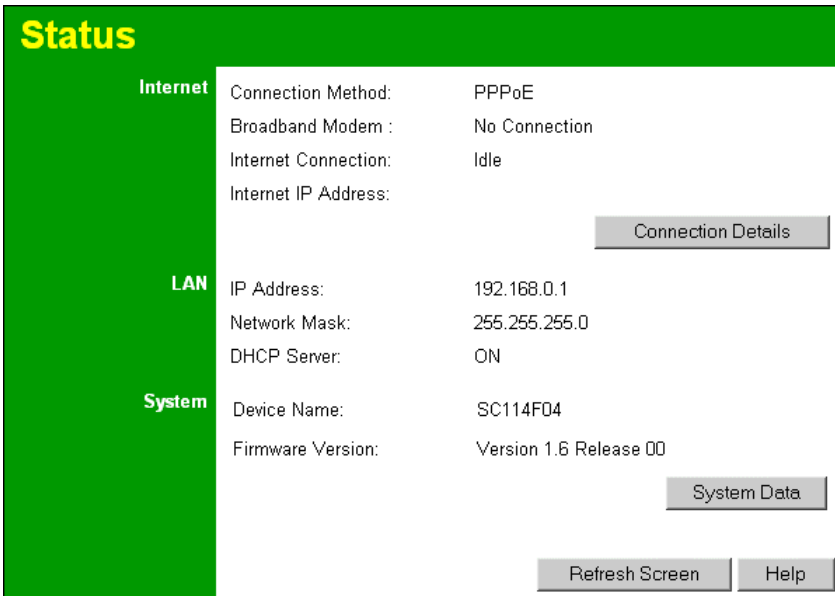 Status
Internet
Connection Method: PPPoE
Broadband Modem : No Connection
Internet Connection: Idle
Internet IP Address:
Connection Details
LAN
IP Address: 192.168.0.1
Network Mask: 255.255.255.0
DHCP Server: ON
System
Device Name: SC114F04
Firmware Version: Version 1.6 Release 00
System Data
Refresh Screen Help